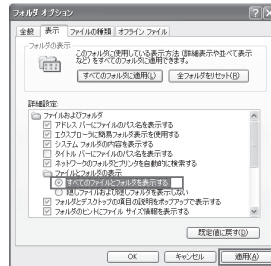 フォルダ オプション
全般 表示 ファイルの種類 オフライン ファイル
フォルダの表示
このフォルダに使用している表示方法 (詳細表示や並べて表示
など) をすべてのフォルダに適用できます。
すべてのフォルダに適用(L) 全フォルダをリセット(R)
詳細設定:
ファイルおよびフォルダ
アドレス バーにファイルのパス名を表示する
エクスプローラに簡易フォルダ表示を使用する
システム フォルダの内容を表示する
タイトル バーにファイルのパス名を表示する
ネットワークのフォルダとプリンタを自動的に検索する
ファイルとフォルダの表示
すべてのファイルとフォルダを表示する
隠しファイルおよび隠しフォルダを表示しない
フォルダとデスクトップの項目の説明をポップアップで表示する
フォルダのヒントにファイル サイズ情報を表示する
既定値に戻す(D)
OK キャンセル 適用(A)